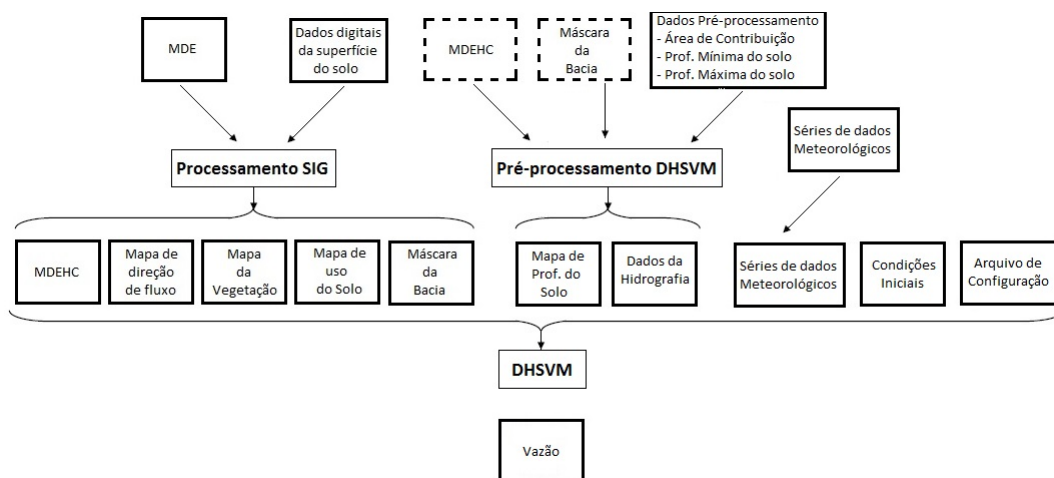 MDE
Dados digitais
da superfície
do solo
MDEHC
Máscara
da
Bacia
Dados Pré-processamento
- Área de Contribuição
- Prof. Mínima do solo
- Prof. Máxima do solo
Séries de dados
Meteorológicos
Processamento SIG
Pré-processamento DHSVM
MDEHC
Mapa de
direção
de fluxo
Mapa
da
Vegetação
Mapa de
uso
do Solo
Máscara
da
Bacia
Mapa de
Prof. do
Solo
Dados da
Hidrografia
Séries de dados
Meteorológicos
Condições
Iniciais
Arquivo de
Configuração
DHSVM
Vazão